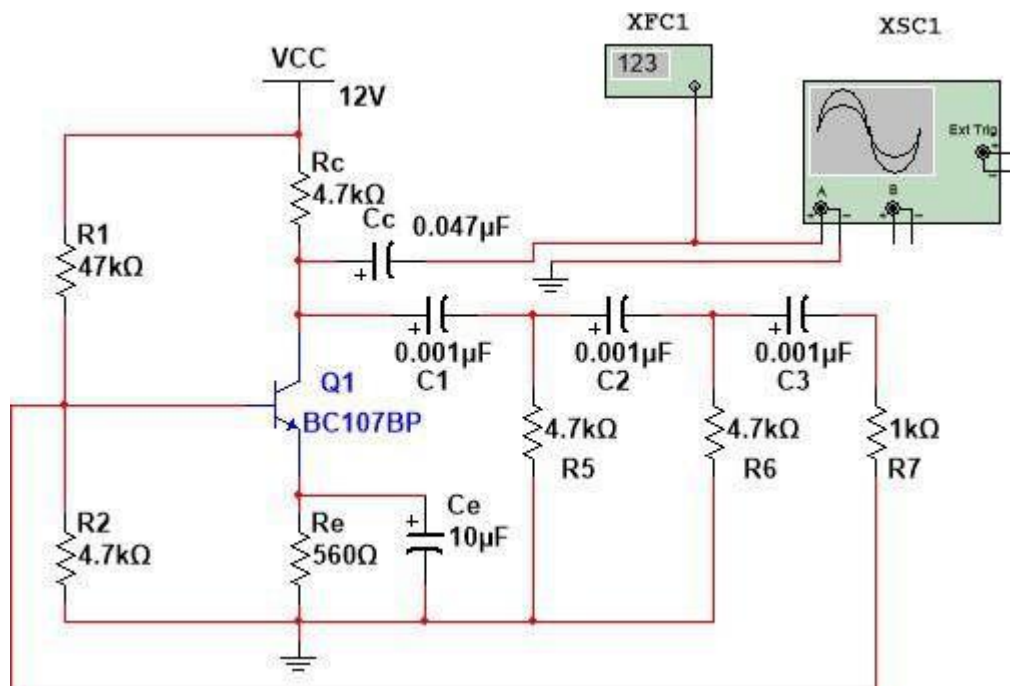 XFC1
XSC1
123
VCC
12V
Ext Trig
+
-
A
B
+ - + -
Rc
4.7kΩ
Cc
0.047µF
+
R1
47kΩ
+
0.001µF
C1
+
0.001µF
C2
+
0.001µF
C3
Q1
BC107BP
4.7kΩ
R5
4.7kΩ
R6
1kΩ
R7
R2
4.7kΩ
Re
560Ω
Ce
+
10µF